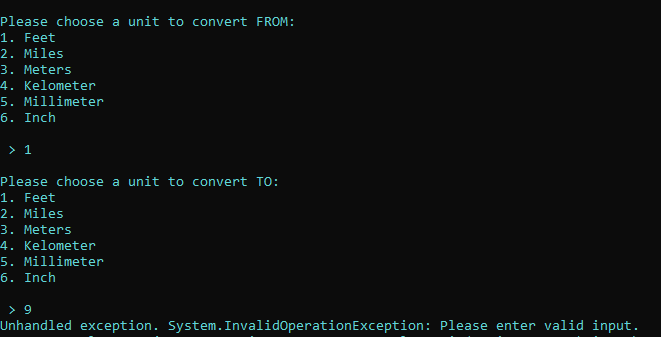 Please choose a unit to convert FROM:
1. Feet
2. Miles
3. Meters
4. Kelometer
5. Millimeter
6. Inch
> 1
Please choose a unit to convert TO:
1. Feet
2. Miles
3. Meters
4. Kelometer
5. Millimeter
6. Inch
> 9
Unhandled exception. System.InvalidOperationException: Please enter valid input.